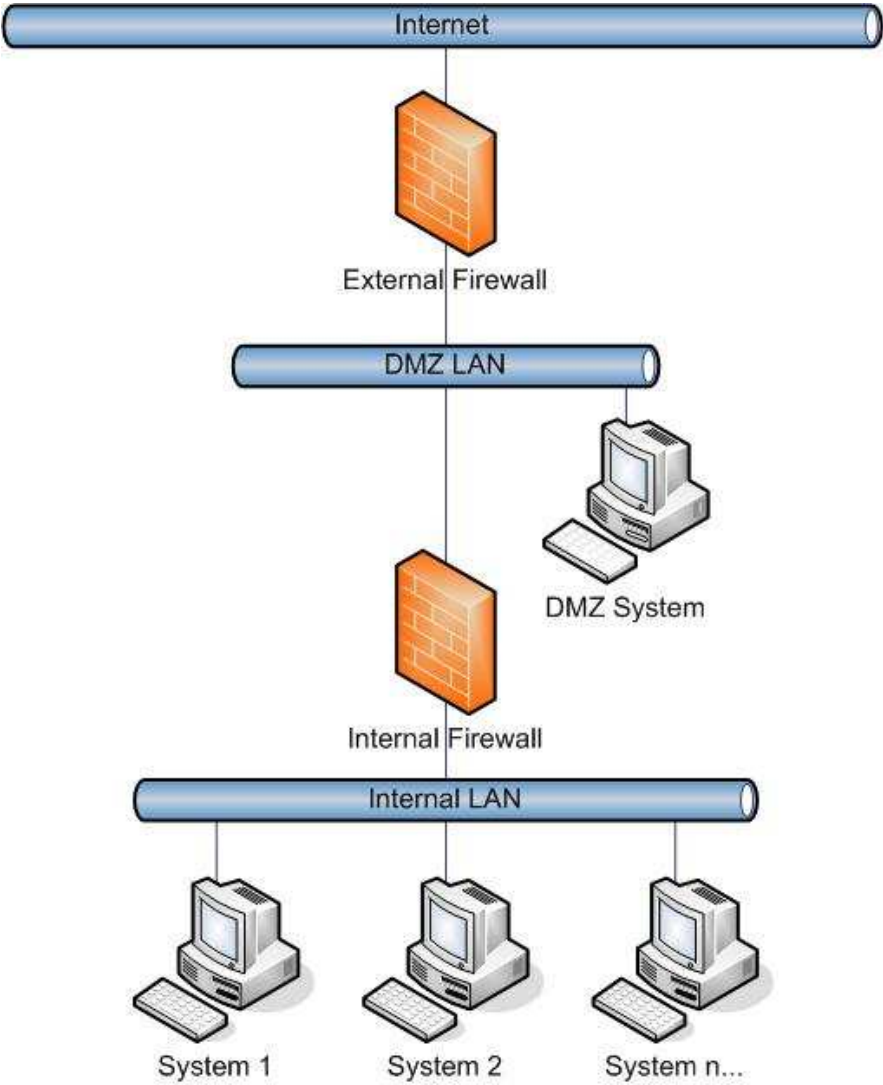 Internet
External Firewall
DMZ LAN
DMZ System
Internal Firewall
Internal LAN
System 1
System 2
System n...